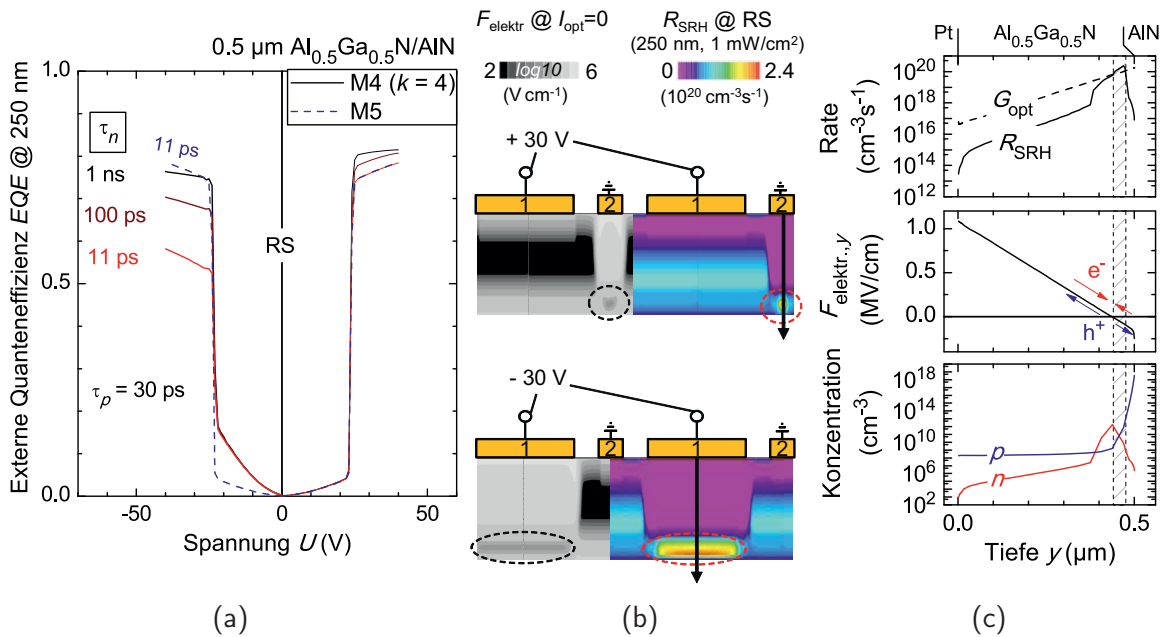 0.5 µm Al0.5Ga0.5N/AlN
M4 (k = 4)
M5
τn
11 ps
1 ns
100 ps
11 ps
RS
τp = 30 ps
1.0
0.5
0.0
-50
0
50
Externe Quanteneffizienz EQE @ 250 nm
Spannung U (V)
(a)
Felektr @ Iopt=0
2 log10 6
(V cm-1)
RSRH @ RS
(250 nm, 1 mW/cm2)
0 2.4
(1020 cm-3s-1)
+ 30 V
1 2 1 2
- 30 V
1 2 1 2
(b)
Pt Al0.5Ga0.5N AlN
Rate
(cm-3s-1)
1020
1018
1016
1014
1012
Gopt
RSRH
Felektr.,y
(MV/cm)
1.0
0.5
0.0
e-
h+
Konzentration
(cm-3)
1018
1014
1010
106
102
p
n
0.0
0.5
Tiefe y (µm)
(c)